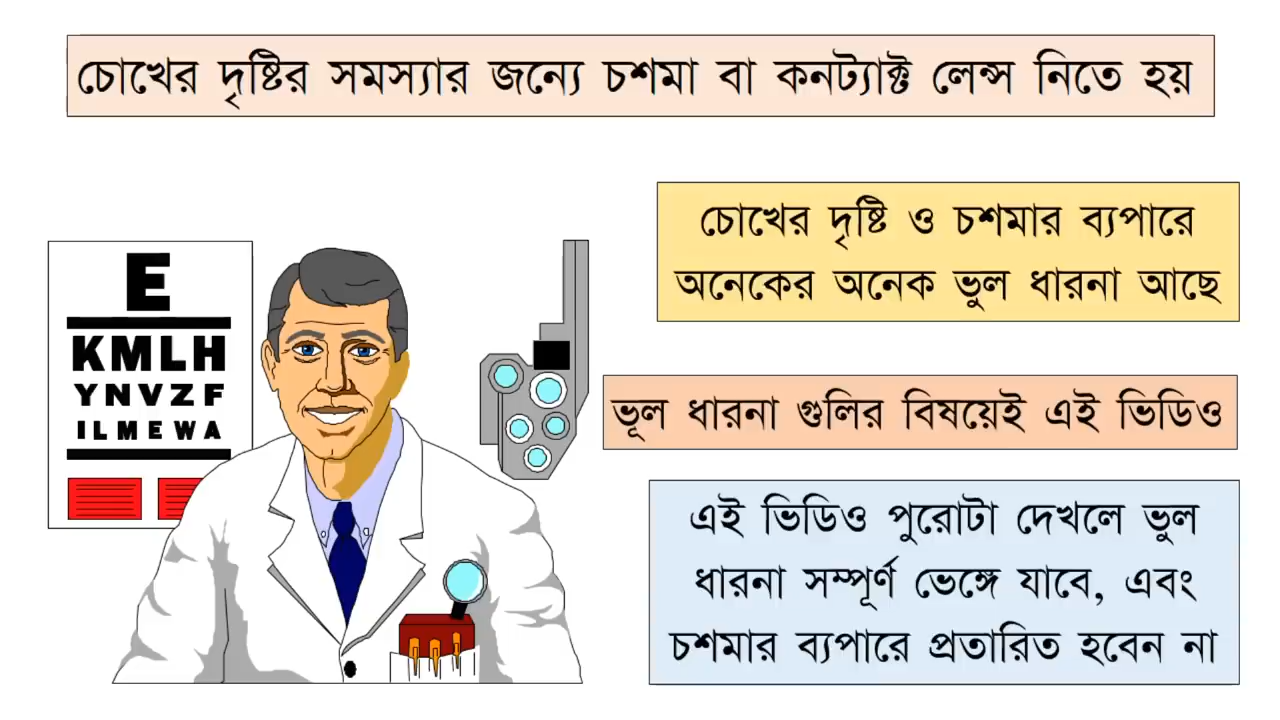 চোখের দৃষ্টির সমস্যার জন্যে চশমা বা কনট্যাক্ট লেন্স নিতে হয়
চোখের দৃষ্টি ও চশমার ব্যপারে
অনেকের অনেক ভুল ধারনা আছে
ভূল ধারনা গুলির বিষয়েই এই ভিডিও
এই ভিডিও পুরোটা দেখলে ভুল
ধারনা সম্পূর্ণ ভেঙ্গে যাবে, এবং
চশমার ব্যপারে প্রতারিত হবেন না
E
KMLH
YNVZF
ILMEWA